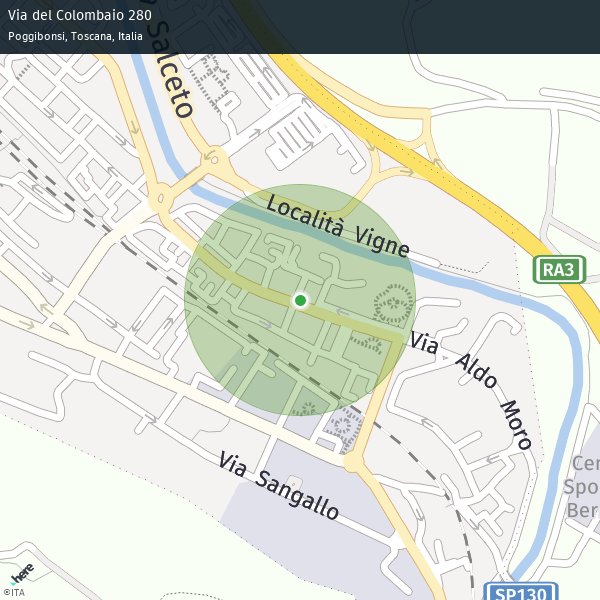 Via del Colombaio 280
Poggibonsi, Toscana, Italia
Salceto
Località Vigne
RA3
Via Aldo Moro
Cen
Spo
Ber
Via Sangallo
here
©ITA
SP130